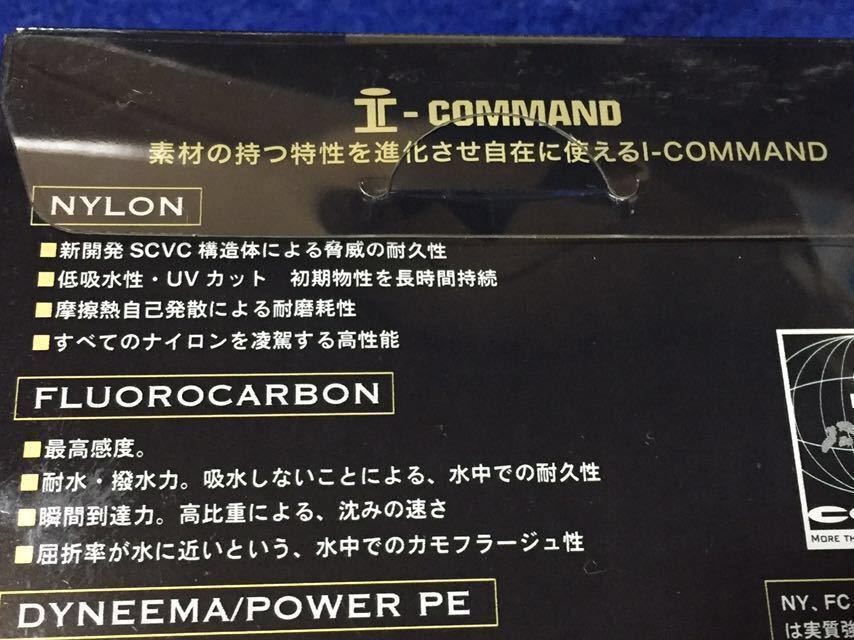 I-COMMAND
素材の持つ特性を進化させ自在に使えるI-COMMAND
NYLON
■新開発SCVC構造体による脅威の耐久性
■低吸水性・UVカット 初期物性を長時間持続
■摩擦熱自己発散による耐磨耗性
■すべてのナイロンを凌駕する高性能
FLUOROCARBON
■最高感度。
■耐水・撥水力。吸水しないことによる、水中での耐久性
■瞬間到達力。高比重による、沈みの速さ
■屈折率が水に近いという、水中でのカモフラージュ性
MORE TH
DYNEEMA/POWER PE
NY、FC
は実質強